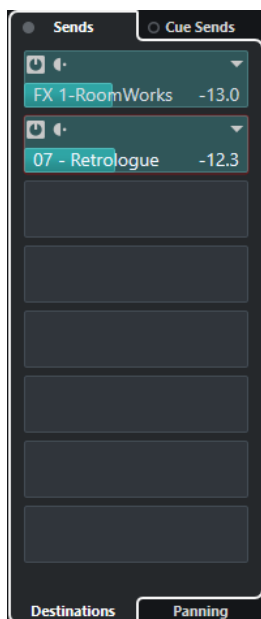 Sends Cue Sends
FX 1-RoomWorks -13.0
07 - Retrologue -12.3
Destinations Panning